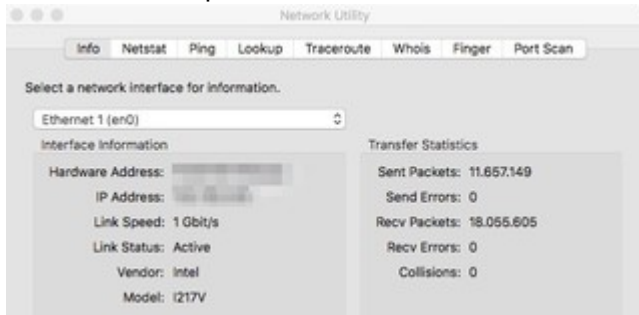 Network Utility
Info Netstat Ping Lookup Traceroute Whois Finger Port Scan
Select a network interface for information.
Ethernet 1 (en0)
Interface Information
Transfer Statistics
Hardware Address:
Sent Packets: 11.657.149
IP Address:
Send Errors: 0
Link Speed: 1 Gbit/s
Recv Packets: 18.055.605
Link Status: Active
Recv Errors: 0
Vendor: Intel
Collisions: 0
Model: I217V